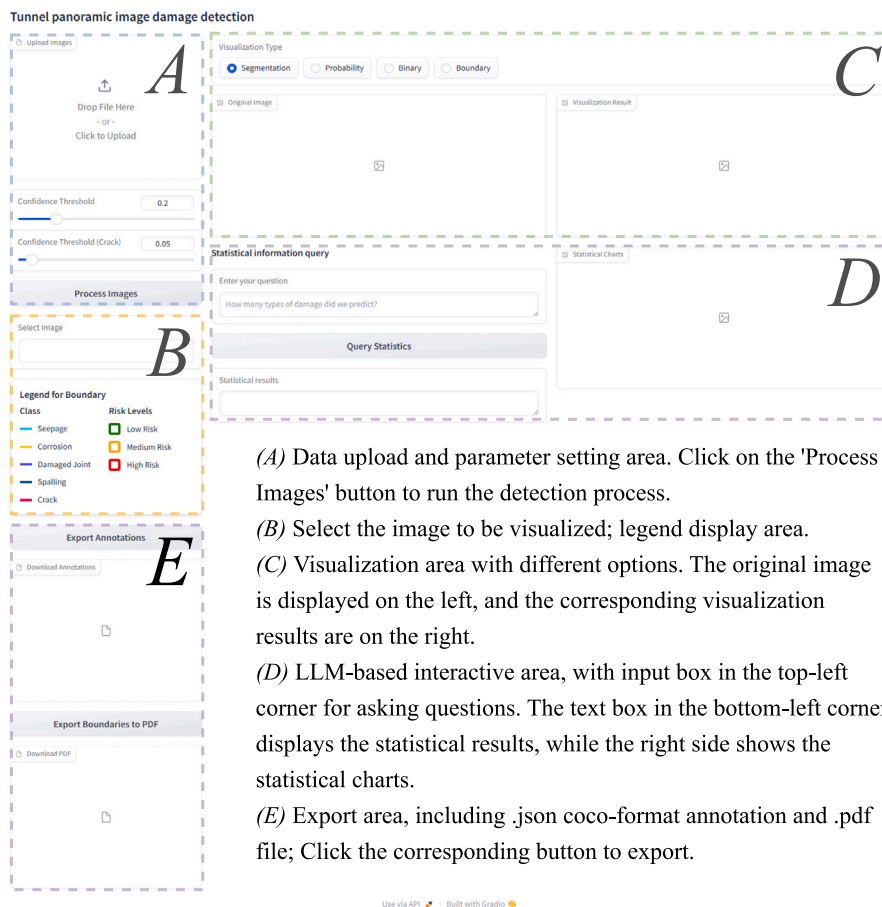 Tunnel panoramic image damage detection
Upload Images
A
Drop File Here
- or -
Click to Upload
Confidence Threshold
0.2
Confidence Threshold (Crack)
0.05
Process Images
Visualization Type
Segmentation
Probability
Binary
Boundary
C
Original Image
Visualization Result
Select Image
B
Legend for Boundary
Class
Risk Levels
Seepage
Low Risk
Corrosion
Medium Risk
Damaged Joint
High Risk
Spalling
Crack
Statistical information query
Enter your question
How many types of damage did we predict?
Query Statistics
Statistical results
Statistical Charts
D
Export Annotations
E
Download Annotations
Export Boundaries to PDF
Download PDF
(A) Data upload and parameter setting area. Click on the 'Process
Images' button to run the detection process.
(B) Select the image to be visualized; legend display area.
(C) Visualization area with different options. The original image
is displayed on the left, and the corresponding visualization
results are on the right.
(D) LLM-based interactive area, with input box in the top-left
corner for asking questions. The text box in the bottom-left corner
displays the statistical results, while the right side shows the
statistical charts.
(E) Export area, including .json coco-format annotation and .pdf
file; Click the corresponding button to export.
Use via API · Built with Gradio